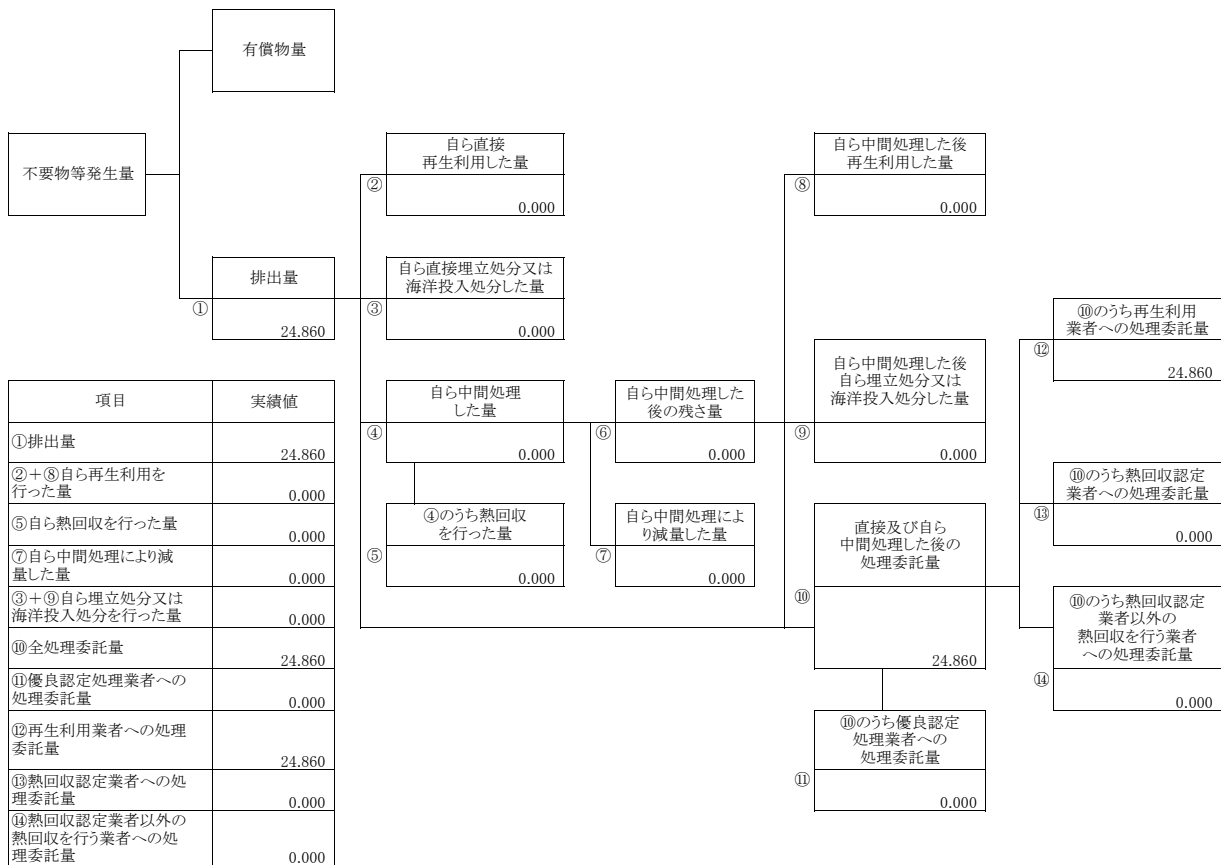 有償物量
不要物等発生量
自ら直接
再生利用した量
②
0.000
自ら中間処理した後
再生利用した量
⑧
0.000
排出量
①
24.860
自ら直接埋立処分又は
海洋投入処分した量
③
0.000
⑩のうち再生利用
業者への処理委託量
⑫
24.860
自ら中間処理
した量
④
0.000
自ら中間処理した
後の残さ量
⑥
0.000
自ら中間処理した後
自ら埋立処分又は
海洋投入処分した量
⑨
0.000
⑩のうち熱回収認定
業者への処理委託量
⑬
0.000
④のうち熱回収
を行った量
⑤
0.000
自ら中間処理によ
り減量した量
⑦
0.000
直接及び自ら
中間処理した後の
処理委託量
⑩
24.860
⑩のうち熱回収認定
業者以外の
熱回収を行う業者
への処理委託量
⑭
0.000
⑩のうち優良認定
処理業者への
処理委託量
⑪
0.000
項目 実績値
①排出量 24.860
②+⑧自ら再生利用を
行った量 0.000
⑤自ら熱回収を行った量 0.000
⑦自ら中間処理により減
量した量 0.000
③+⑨自ら埋立処分又は
海洋投入処分を行った量 0.000
⑩全処理委託量 24.860
⑪優良認定処理業者への
処理委託量 0.000
⑫再生利用業者への処理
委託量 24.860
⑬熱回収認定業者への処
理委託量 0.000
⑭熱回収認定業者以外の
熱回収を行う業者への処
理委託量 0.000